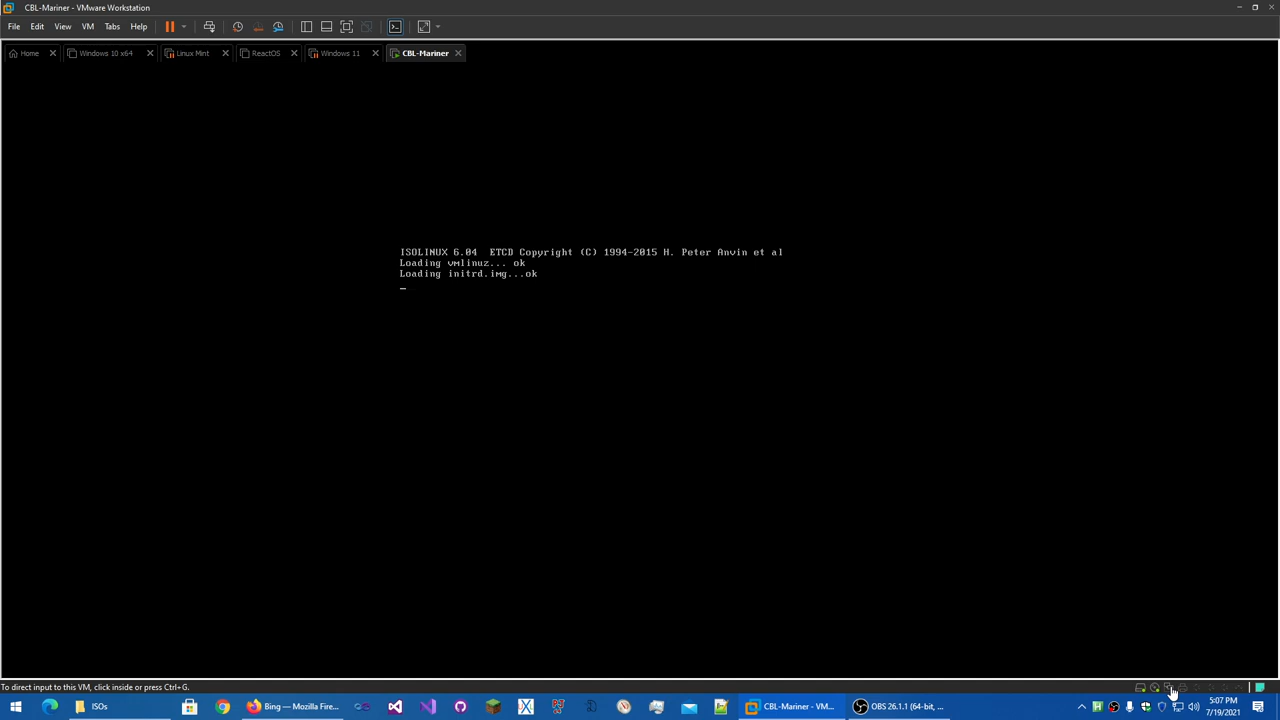 CBL-Mariner - VMware Workstation
File Edit View VM Tabs Help
Home Windows 10 x64 Linux Mint ReactOS Windows 11 CBL-Mariner
ISOLINUX 6.04 ETCD Copyright (C) 1994-2015 H. Peter Anvin et al
Loading vmlinuz... ok
Loading initrd.img...ok
_
To direct input to this VM, click inside or press Ctrl+G.
ISOs Bing — Mozilla Fire... CBL-Mariner - VM... OBS 26.1.1 (64-bit, ...
5:07 PM
7/19/2021